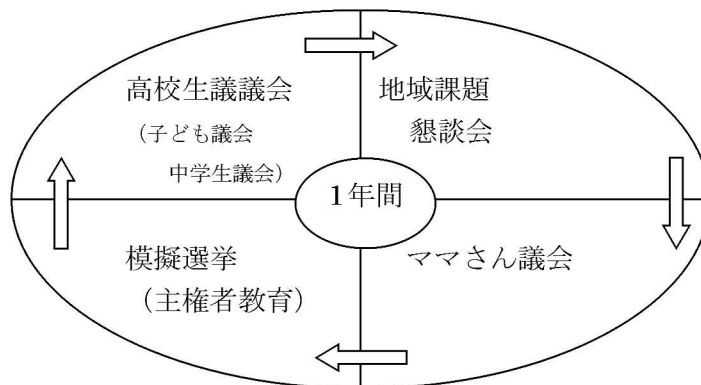 高校生議議会
（子ども議会
中学生議会）
地域課題
懇談会
1年間
模擬選挙
（主権者教育）
ママさん議会